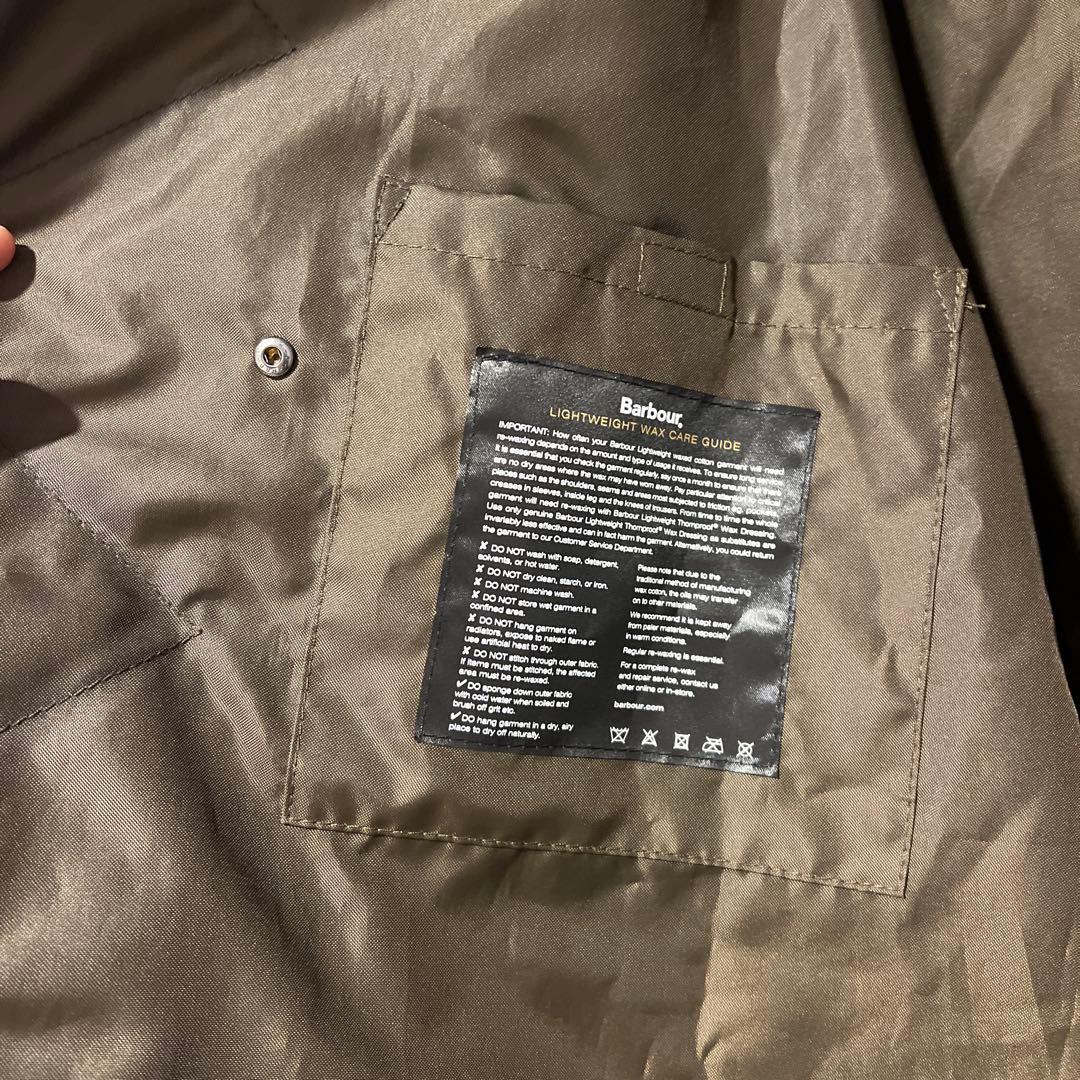 Barbour.
LIGHTWEIGHT WAX CARE GUIDE
IMPORTANT: How often your Barbour Lightweight waxed cotton garment will need
re-waxing depends on the amount and type of usage it receives. To ensure long service
it is essential that you check the garment regularly, say once a month to ensure that there
are no dry areas where the wax may have worn away. Pay particular attention to critical
places such as the shoulders, seams and areas most subjected to friction eg. pockets,
creases in sleeves, inside leg and the knees of trousers. From time to time the whole
garment will need re-waxing with Barbour Lightweight Thornproof® Wax Dressing.
Use only genuine Barbour Lightweight Thornproof® Wax Dressing as substitutes are
invariably less effective and can in fact harm the garment. Alternatively, you could return
the garment to our Customer Service Department.
✗ DO NOT wash with soap, detergent,
solvents, or hot water.
✗ DO NOT dry clean, starch, or iron.
✗ DO NOT machine wash.
✗ DO NOT store wet garment in a
confined area.
✗ DO NOT hang garment on
radiators, expose to naked flame or
use artificial heat to dry.
✗ DO NOT stitch through outer fabric.
If items must be stitched, the affected
area must be re-waxed.
✓ DO sponge down outer fabric
with cold water when soiled and
brush off grit etc.
✓ DO hang garment in a dry, airy
place to dry off naturally.
Please note that due to the
traditional method of manufacturing
wax cotton, the oils may transfer
on to other materials.
We recommend it is kept away
from paler materials, especially
in warm conditions.
Regular re-waxing is essential.
For a complete re-wax
and repair service, contact us
either online or in-store.
barbour.com